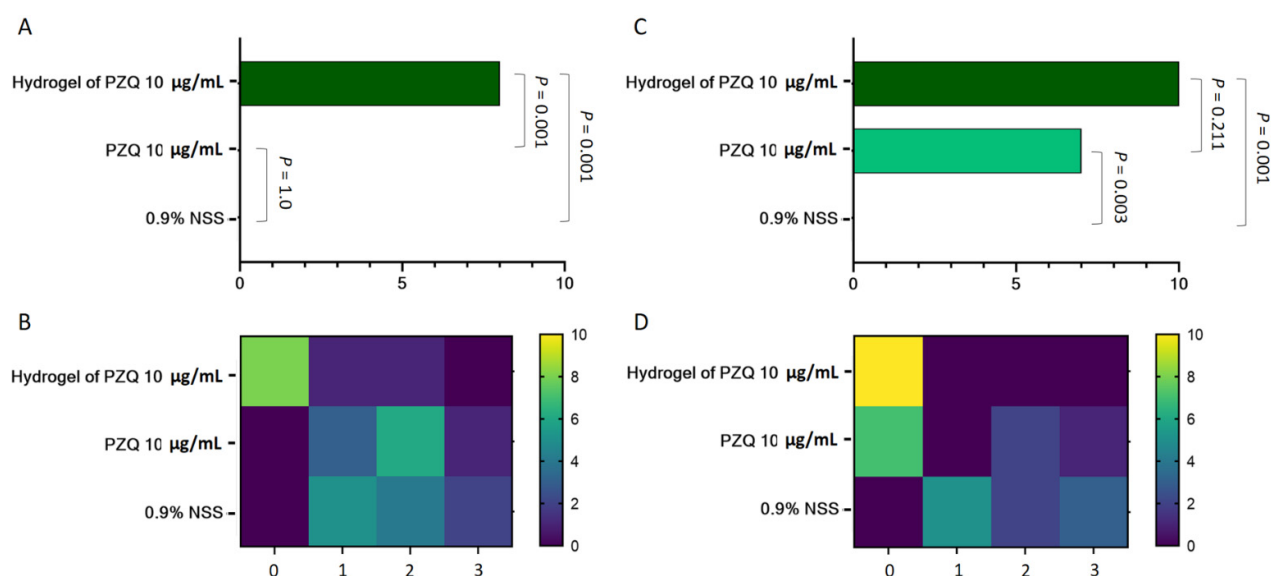 A
Hydrogel of PZQ 10 µg/mL
PZQ 10 µg/mL
0.9% NSS
P = 1.0
P = 0.001
P = 0.001
0 5 10
C
Hydrogel of PZQ 10 µg/mL
PZQ 10 µg/mL
0.9% NSS
P = 0.003
P = 0.211
P = 0.001
0 5 10
B
Hydrogel of PZQ 10 µg/mL
PZQ 10 µg/mL
0.9% NSS
0 1 2 3
10
8
6
4
2
0
D
Hydrogel of PZQ 10 µg/mL
PZQ 10 µg/mL
0.9% NSS
0 1 2 3
10
8
6
4
2
0